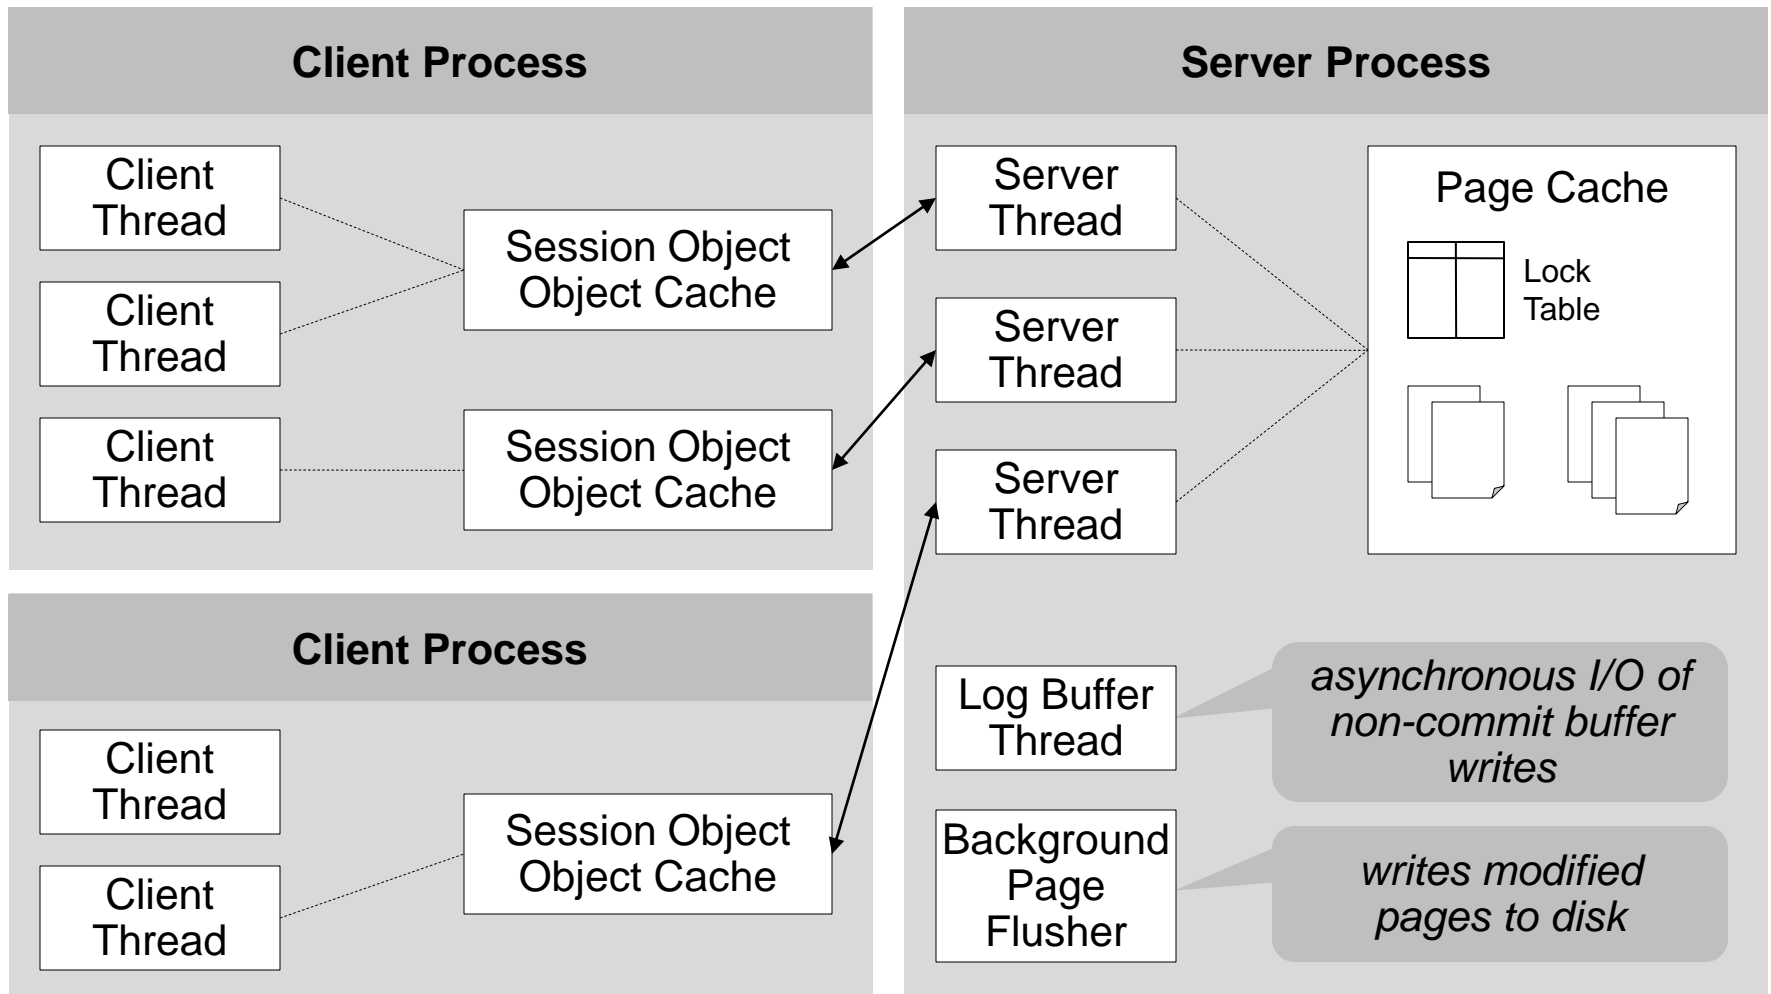 Client Process
Client
Thread
Client
Thread
Client
Thread
Session Object
Object Cache
Session Object
Object Cache
Client Process
Client
Thread
Client
Thread
Session Object
Object Cache
Server Process
Server
Thread
Server
Thread
Server
Thread
Page Cache
Lock
Table
Log Buffer
Thread
asynchronous I/O of
non-commit buffer
writes
Background
Page
Flusher
writes modified
pages to disk